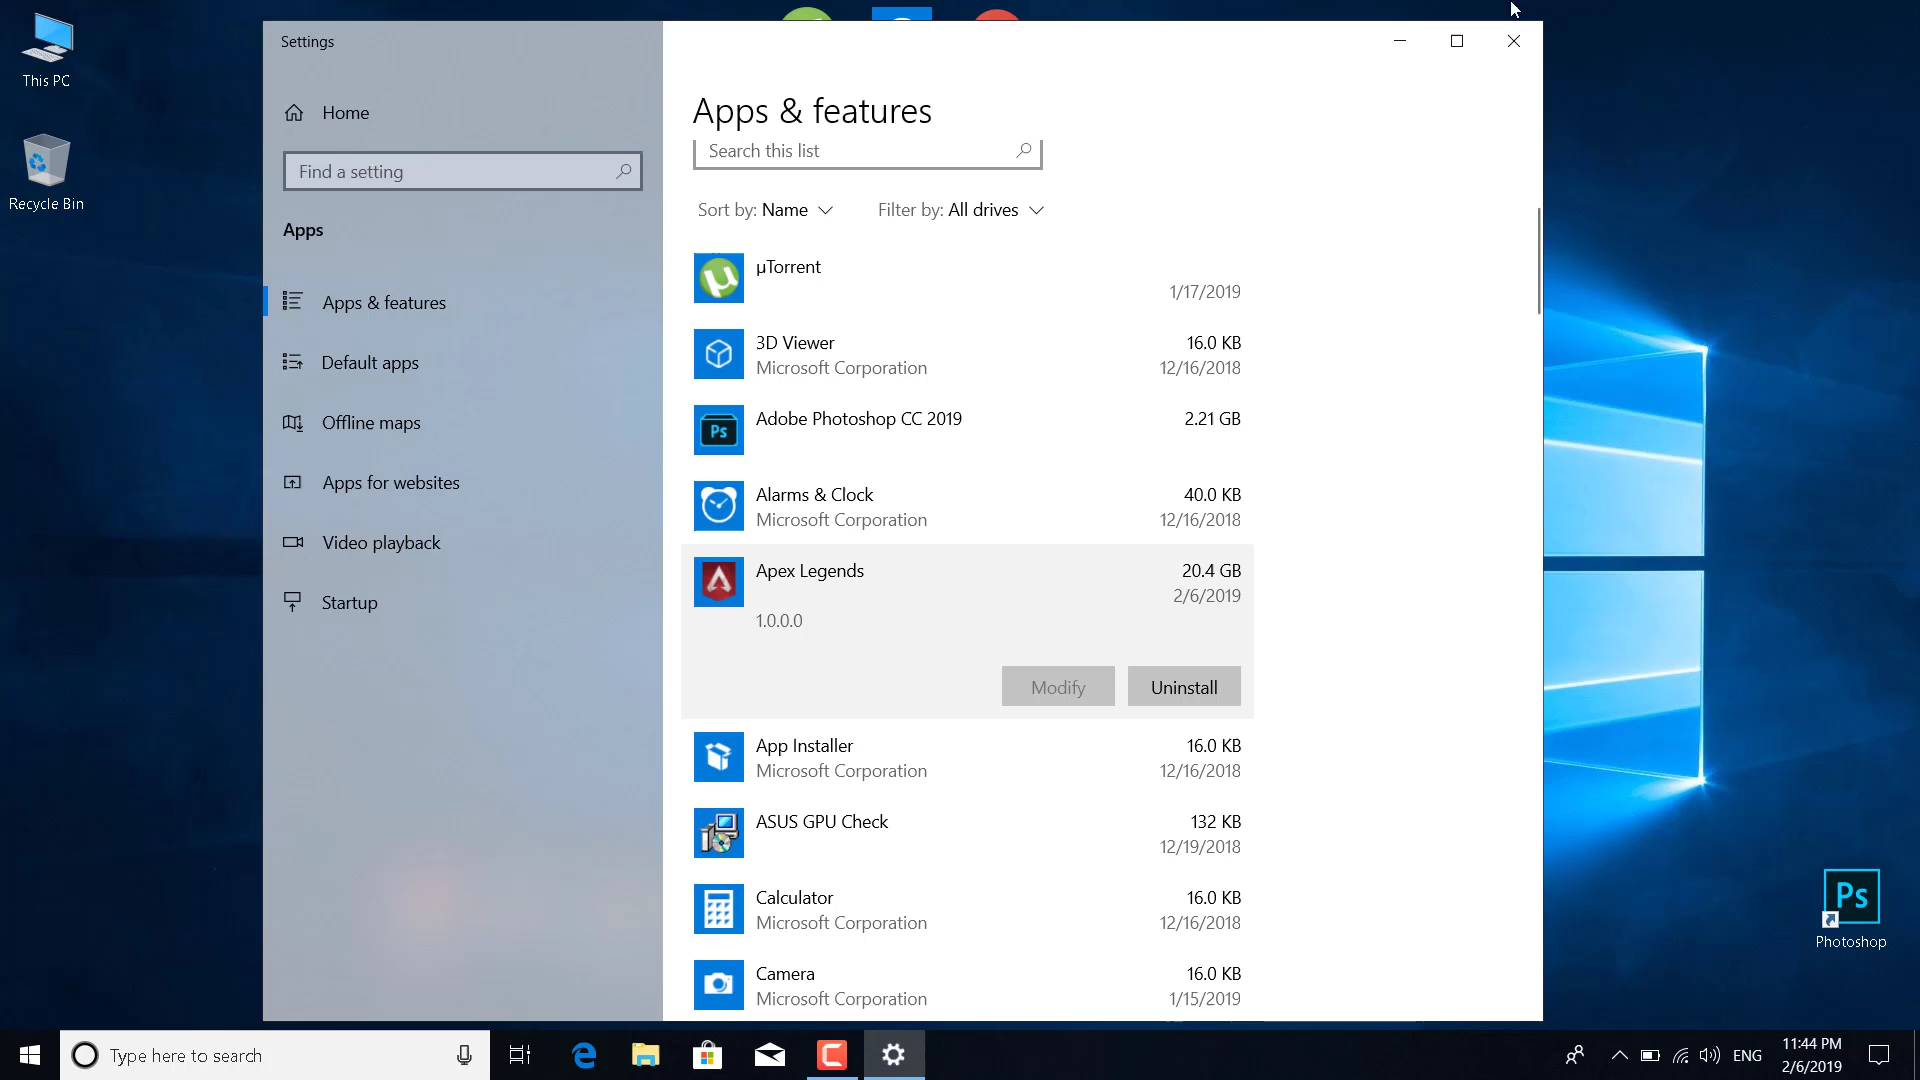 This PC
Recycle Bin
Settings
Home
Find a setting
Apps
Apps & features
Default apps
Offline maps
Apps for websites
Video playback
Startup
Apps & features
Search this list
Sort by: Name
Filter by: All drives
µTorrent
1/17/2019
3D Viewer
16.0 KB
Microsoft Corporation
12/16/2018
Ps
Adobe Photoshop CC 2019
2.21 GB
Alarms & Clock
40.0 KB
Microsoft Corporation
12/16/2018
Apex Legends
20.4 GB
2/6/2019
1.0.0.0
Modify
Uninstall
App Installer
16.0 KB
Microsoft Corporation
12/16/2018
ASUS GPU Check
132 KB
12/19/2018
Calculator
16.0 KB
Microsoft Corporation
12/16/2018
Camera
16.0 KB
Microsoft Corporation
1/15/2019
Ps
Photoshop
Type here to search
ENG
11:44 PM
2/6/2019